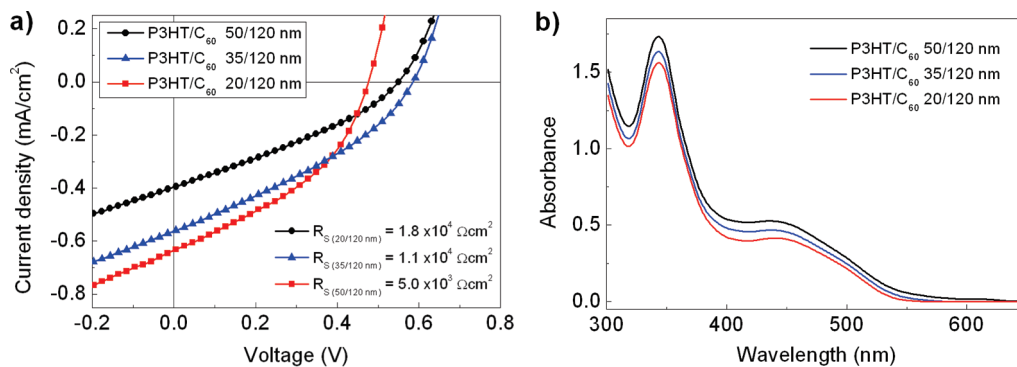 a)
P3HT/C60 50/120 nm
P3HT/C60 35/120 nm
P3HT/C60 20/120 nm
0.2
0.0
-0.2
-0.4
-0.6
-0.8
Current density (mA/cm²)
RS (20/120 nm) = 1.8 x10⁴ Ωcm²
RS (35/120 nm) = 1.1 x10⁴ Ωcm²
RS (50/120 nm) = 5.0 x10³ Ωcm²
-0.2 0.0 0.2 0.4 0.6 0.8
Voltage (V)
b)
P3HT/C60 50/120 nm
P3HT/C60 35/120 nm
P3HT/C60 20/120 nm
1.5
1.0
0.5
0.0
Absorbance
300 400 500 600
Wavelength (nm)